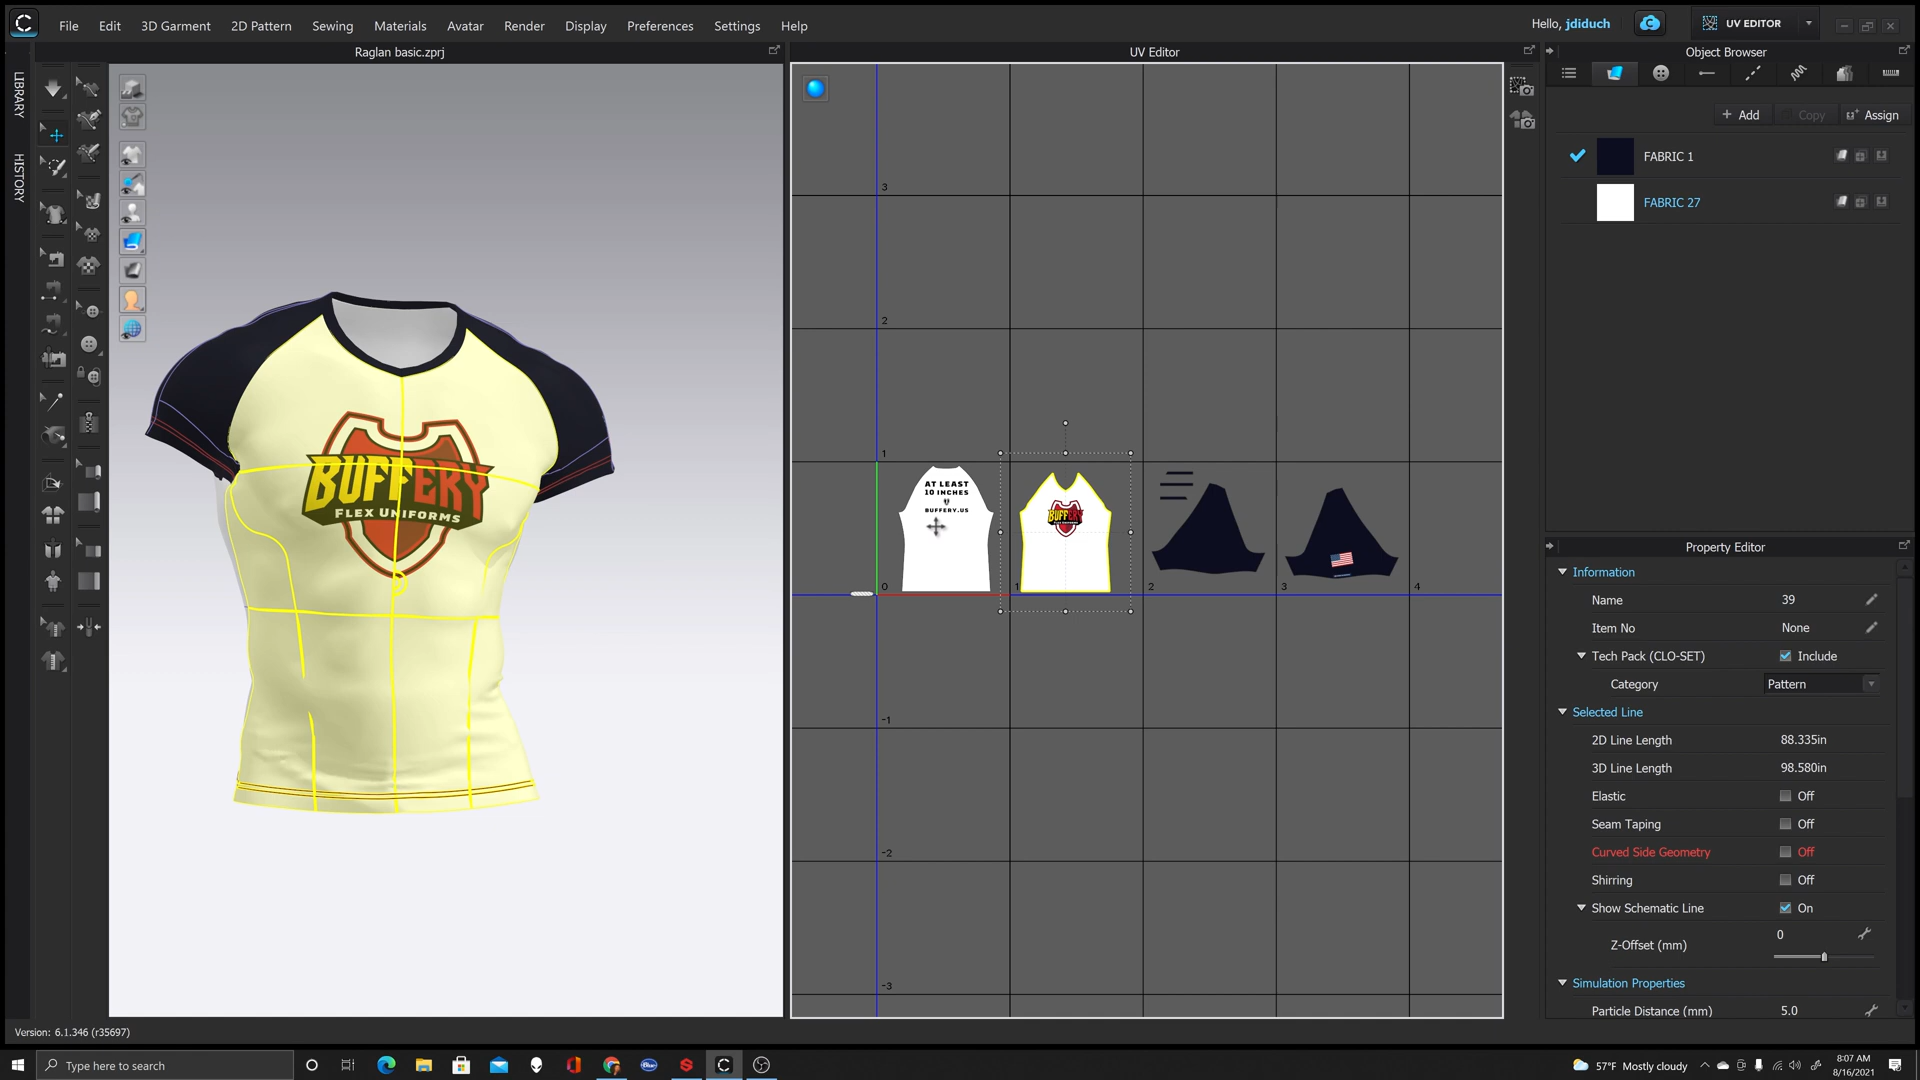 File Edit 3D Garment 2D Pattern Sewing Materials Avatar Render Display Preferences Settings Help
Hello, jdiduch
UV EDITOR
Raglan basic.zprj
UV Editor
Object Browser
LIBRARY
HISTORY
+ Add Copy Assign
FABRIC 1
FABRIC 27
BUFFERY
FLEX UNIFORMS
3
2
1
0 1 2 3 4
-1
-2
-3
AT LEAST
10 INCHES
BUFFERY.US
BUFFERY
FLEX UNIFORMS
Property Editor
Information
Name 39
Item No None
Tech Pack (CLO-SET) Include
Category Pattern
Selected Line
2D Line Length 88.335in
3D Line Length 98.580in
Elastic Off
Seam Taping Off
Curved Side Geometry Off
Shirring Off
Show Schematic Line On
Z-Offset (mm) 0
Simulation Properties
Particle Distance (mm) 5.0
Version: 6.1.346 (r35697)
Type here to search
57°F Mostly cloudy
8:07 AM
8/16/2021